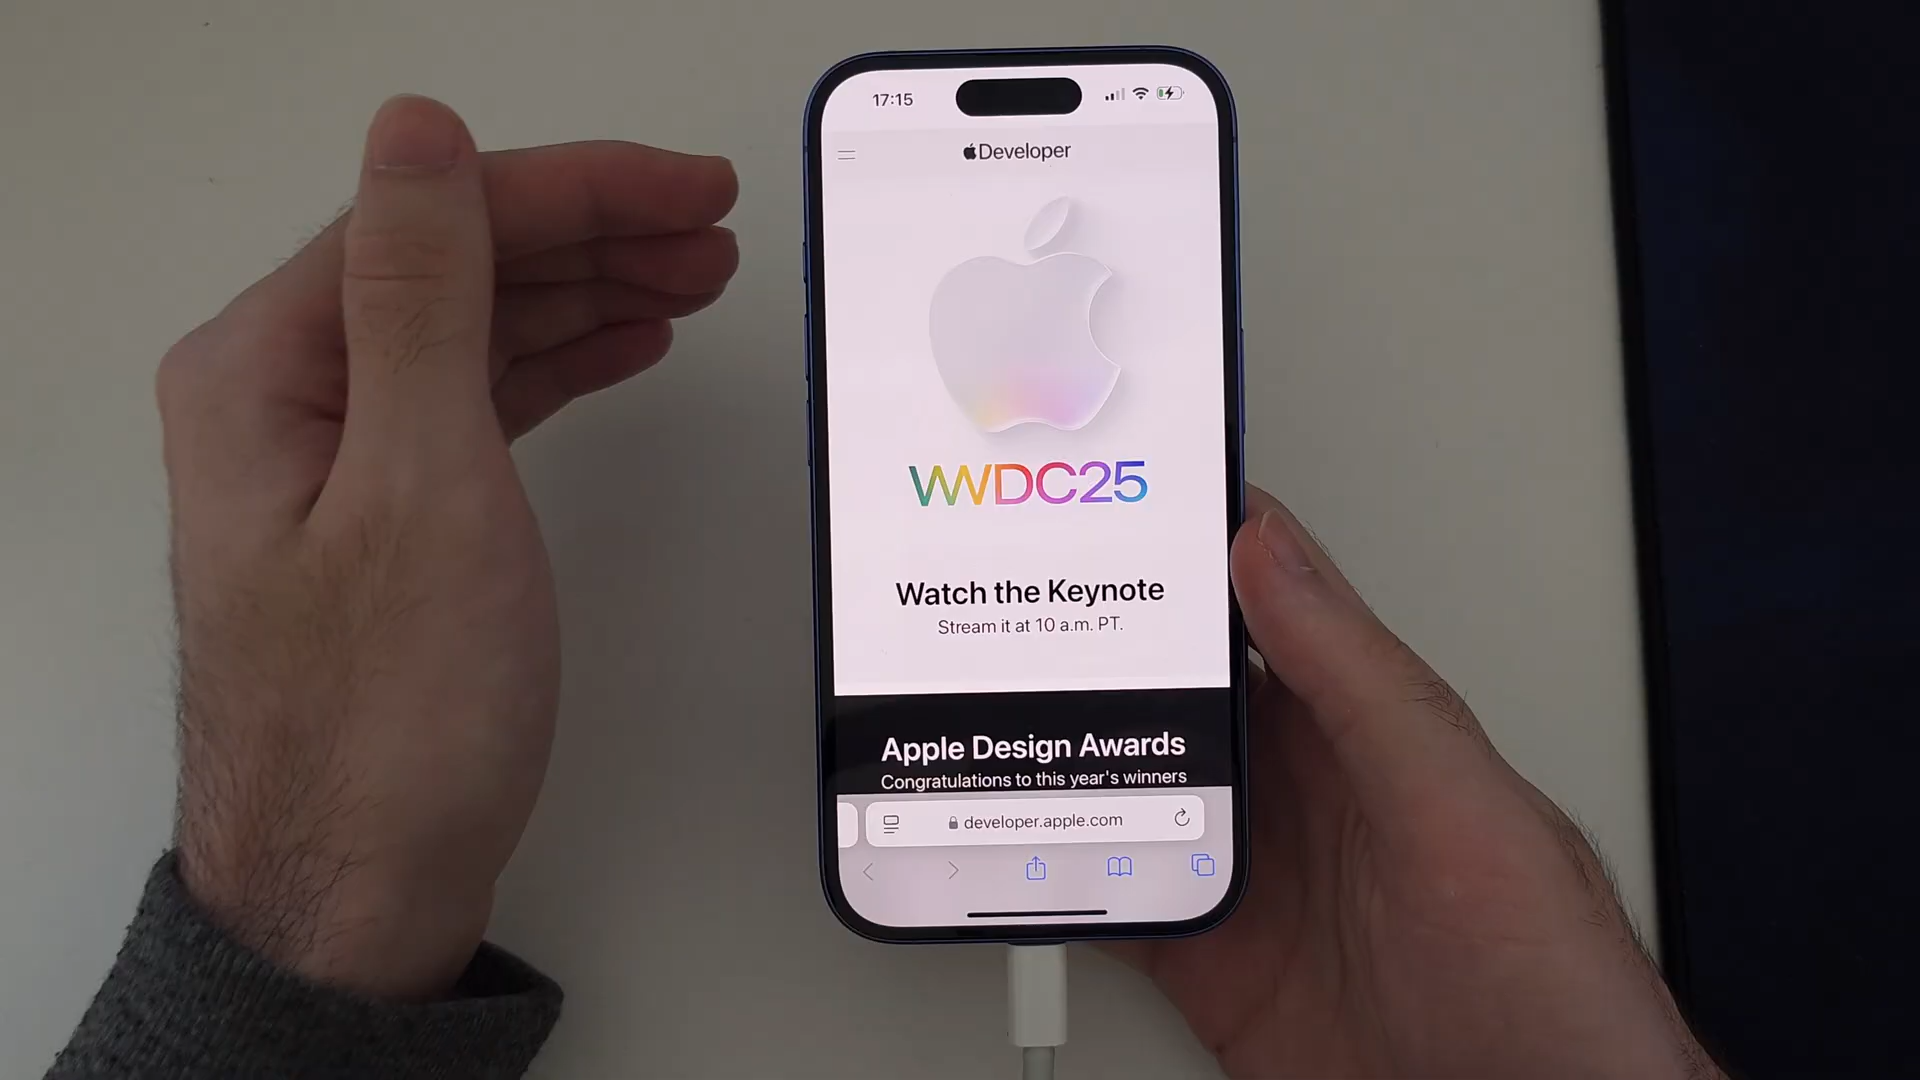 17:15
Developer
WWDC25
Watch the Keynote
Stream it at 10 a.m. PT.
Apple Design Awards
Congratulations to this year's winners
developer.apple.com